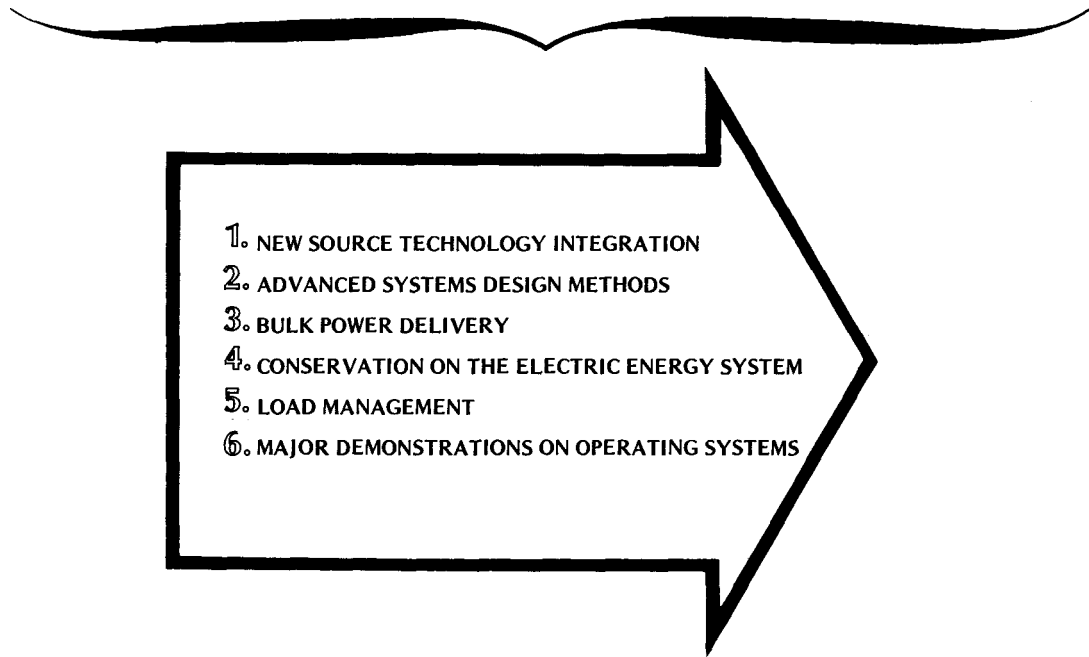 1. NEW SOURCE TECHNOLOGY INTEGRATION
2. ADVANCED SYSTEMS DESIGN METHODS
3. BULK POWER DELIVERY
4. CONSERVATION ON THE ELECTRIC ENERGY SYSTEM
5. LOAD MANAGEMENT
6. MAJOR DEMONSTRATIONS ON OPERATING SYSTEMS